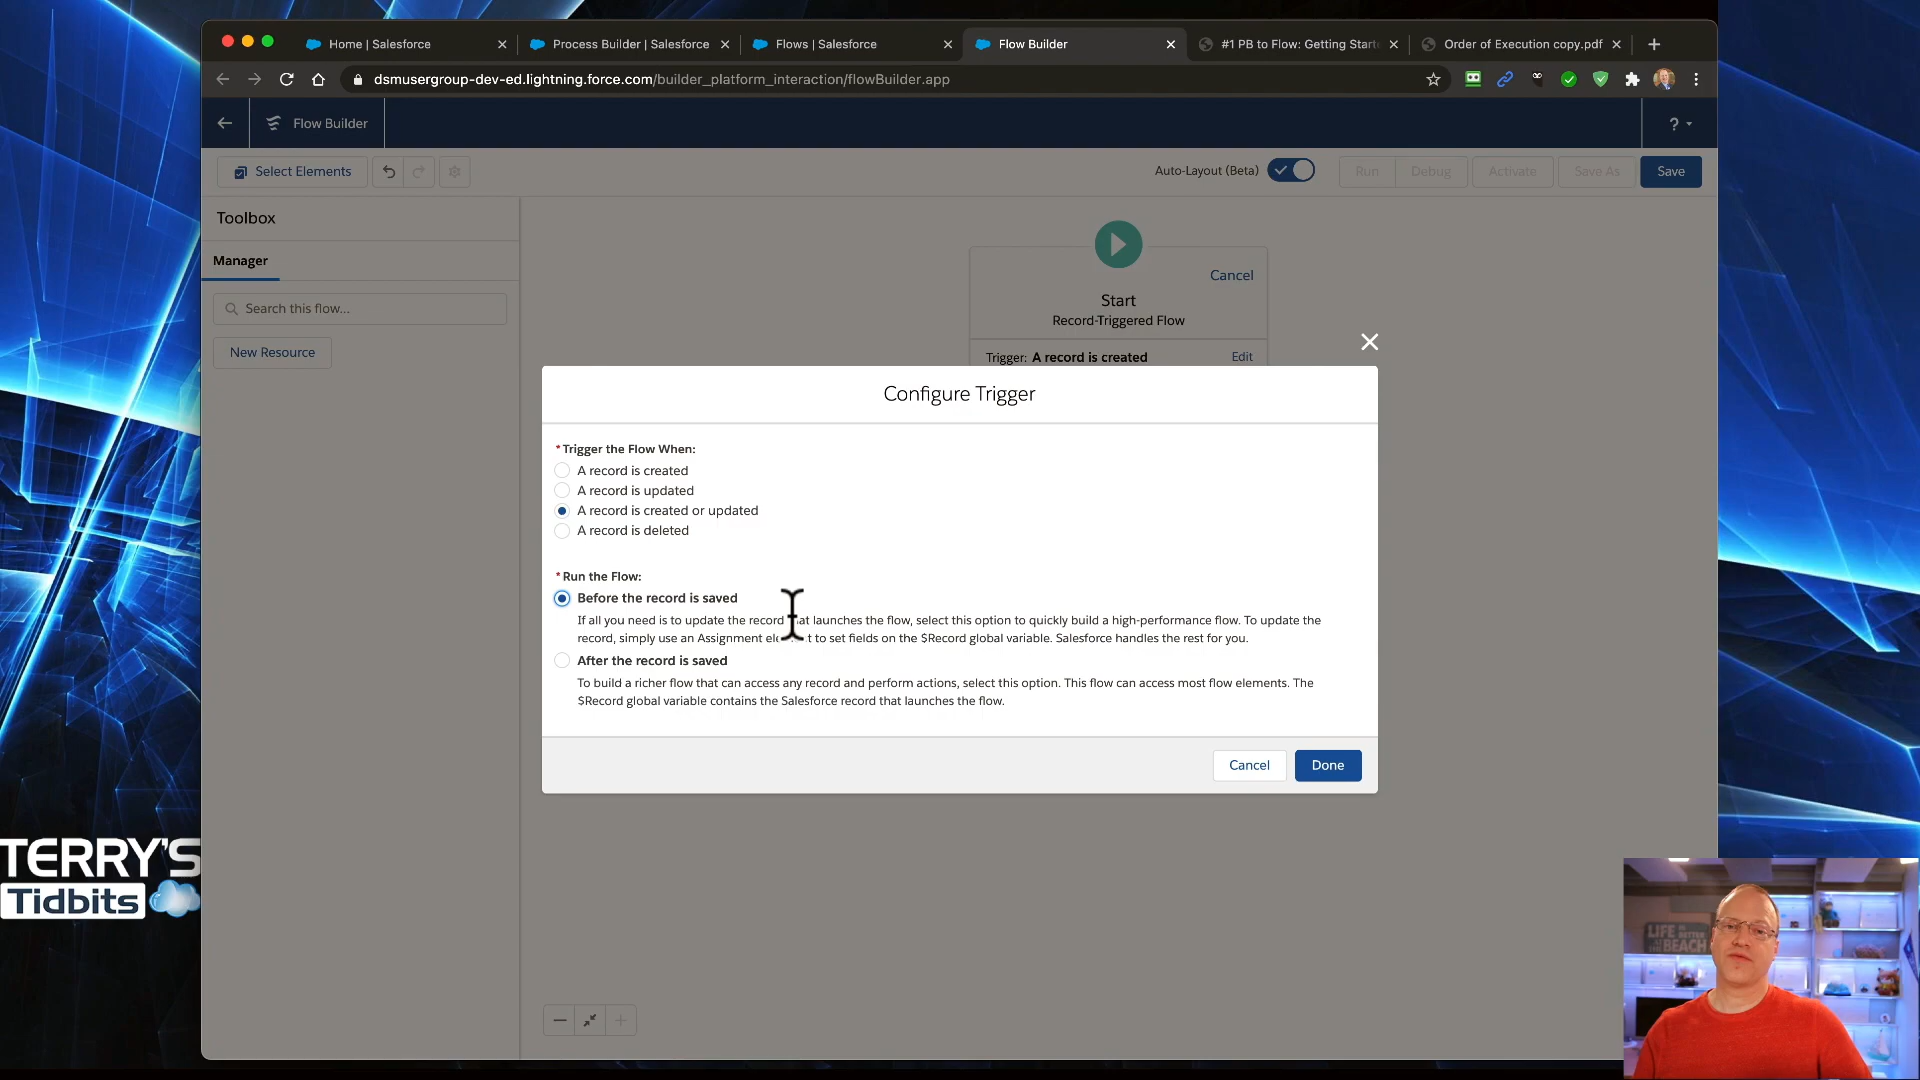 Home | Salesforce
Process Builder | Salesforce
Flows | Salesforce
Flow Builder
#1 PB to Flow: Getting Start
Order of Execution copy.pdf
dsmusergroup-dev-ed.lightning.force.com/builder_platform_interaction/flowBuilder.app
Flow Builder
?
Select Elements
Auto-Layout (Beta)
Run
Debug
Activate
Save As
Save
Toolbox
Manager
Search this flow...
New Resource
Cancel
Start
Record-Triggered Flow
Trigger: A record is created
Edit
Configure Trigger
* Trigger the Flow When:
A record is created
A record is updated
A record is created or updated
A record is deleted
* Run the Flow:
Before the record is saved
If all you need is to update the record that launches the flow, select this option to quickly build a high-performance flow. To update the
record, simply use an Assignment to set fields on the $Record global variable. Salesforce handles the rest for you.
After the record is saved
To build a richer flow that can access any record and perform actions, select this option. This flow can access most flow elements. The
$Record global variable contains the Salesforce record that launches the flow.
Cancel
Done
TERRY'S
Tidbits
LIFE IS
BETTER
AT THE
BEACH